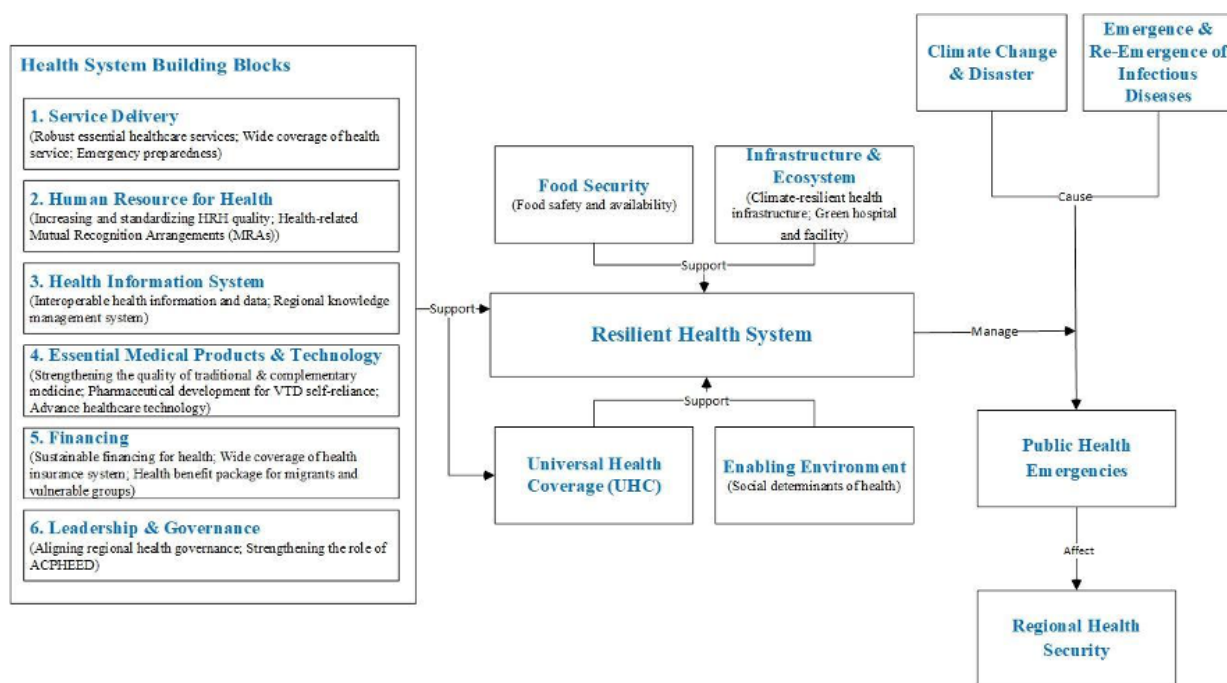 Health System Building Blocks
1. Service Delivery
(Robust essential healthcare services; Wide coverage of health
service; Emergency preparedness)
2. Human Resource for Health
(Increasing and standardizing HRH quality; Health-related
Mutual Recognition Arrangements (MRAs))
3. Health Information System
(Interoperable health information and data; Regional knowledge
management system)
4. Essential Medical Products & Technology
(Strengthening the quality of traditional & complementary
medicine; Pharmaceutical development for VTD self-reliance;
Advance healthcare technology)
5. Financing
(Sustainable financing for health; Wide coverage of health
insurance system; Health benefit package for migrants and
vulnerable groups)
6. Leadership & Governance
(Aligning regional health governance; Strengthening the role of
ACPHEED)
Support
Food Security
(Food safety and availability)
Infrastructure &
Ecosystem
(Climate-resilient health
infrastructure; Green hospital
and facility)
Support
Resilient Health System
Support
Universal Health
Coverage (UHC)
Enabling Environment
(Social determinants of health)
Manage
Climate Change
& Disaster
Emergence &
Re-Emergence of
Infectious
Diseases
Cause
Public Health
Emergencies
Affect
Regional Health
Security